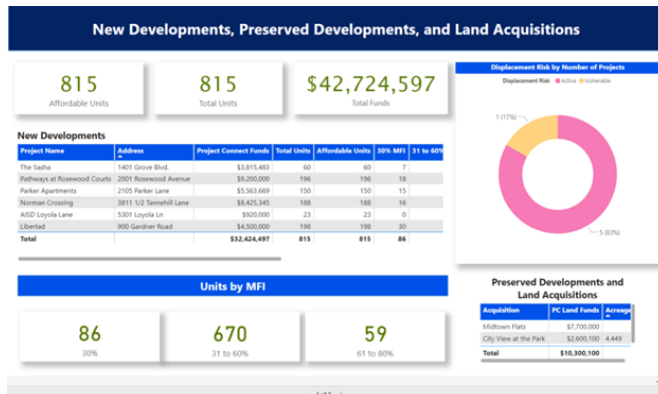 New Developments, Preserved Developments, and Land Acquisitions
815
Affordable Units
815
Total Units
$42,724,597
Total Funds
Displacement Risk by Number of Projects
Displacement Risk Active Vulnerable
1 (17%)
5 (83%)
New Developments
Project Name Address Project Connect Funds Total Units Affordable Units 30% MFI 31 to 60%
The Sasha 1401 Grove Blvd. $3,815,483 60 60 7
Pathways at Rosewood Courts 2001 Rosewood Avenue $9,200,000 196 196 18
Parker Apartments 2105 Parker Lane $5,563,669 150 150 15
Norman Crossing 3811 1/2 Tannehill Lane $8,425,345 188 188 16
AISD Loyola Lane 5301 Loyola Ln $920,000 23 23 0
Libertad 900 Gardner Road $4,500,000 198 198 30
Total $32,424,497 815 815 86
Units by MFI
86
30%
670
31 to 60%
59
61 to 80%
Preserved Developments and
Land Acquisitions
Acquisition PC Land Funds Acreage
Midtown Flats $7,700,000
City View at the Park $2,600,100 4.449
Total $10,300,100